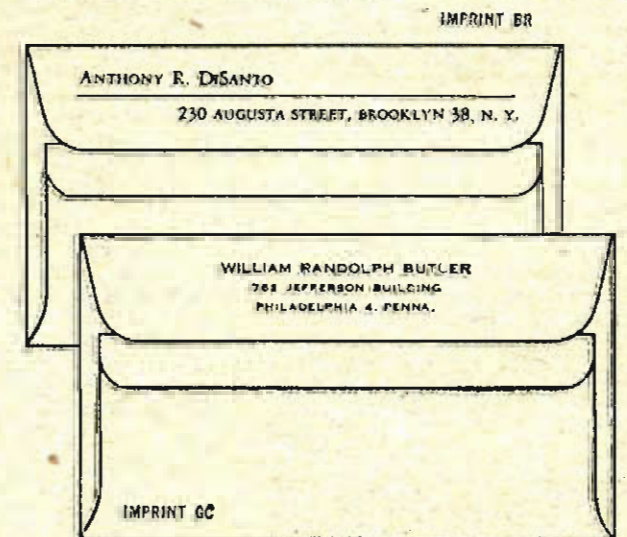 IMPRINT BR
ANTHONY R. DISANTO
230 AUGUSTA STREET, BROOKLYN 38, N. Y.
WILLIAM RANDOLPH BUTLER
762 JEFFERSON BUILDING
PHILADELPHIA 4, PENNA.
IMPRINT GC